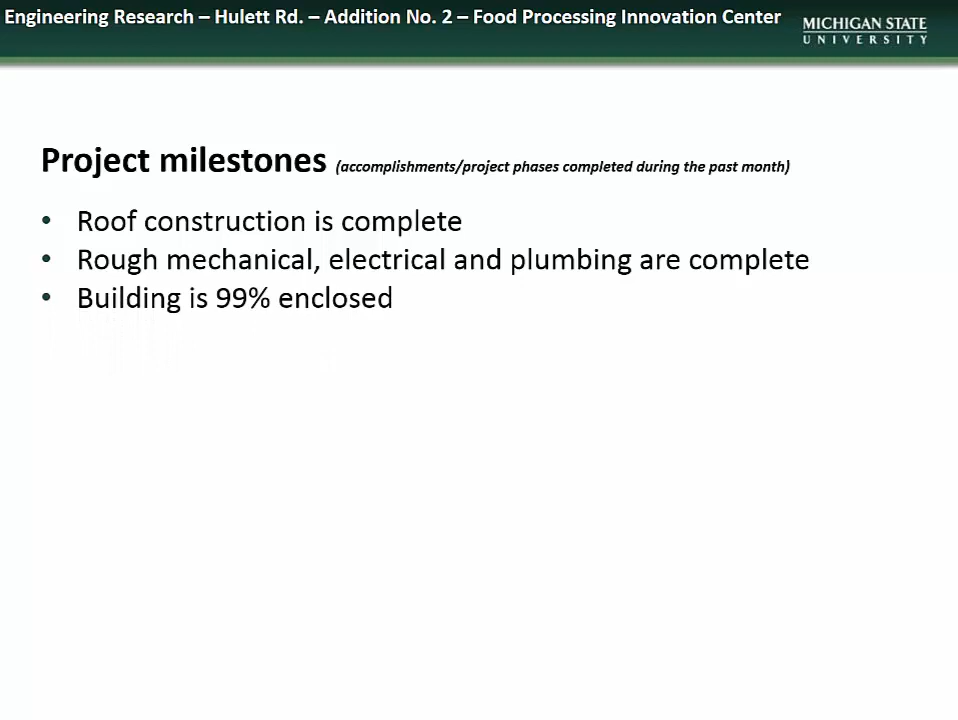 Engineering Research – Hulett Rd. – Addition No. 2 – Food Processing Innovation Center
MICHIGAN STATE
UNIVERSITY
Project milestones (accomplishments/project phases completed during the past month)
• Roof construction is complete
• Rough mechanical, electrical and plumbing are complete
• Building is 99% enclosed